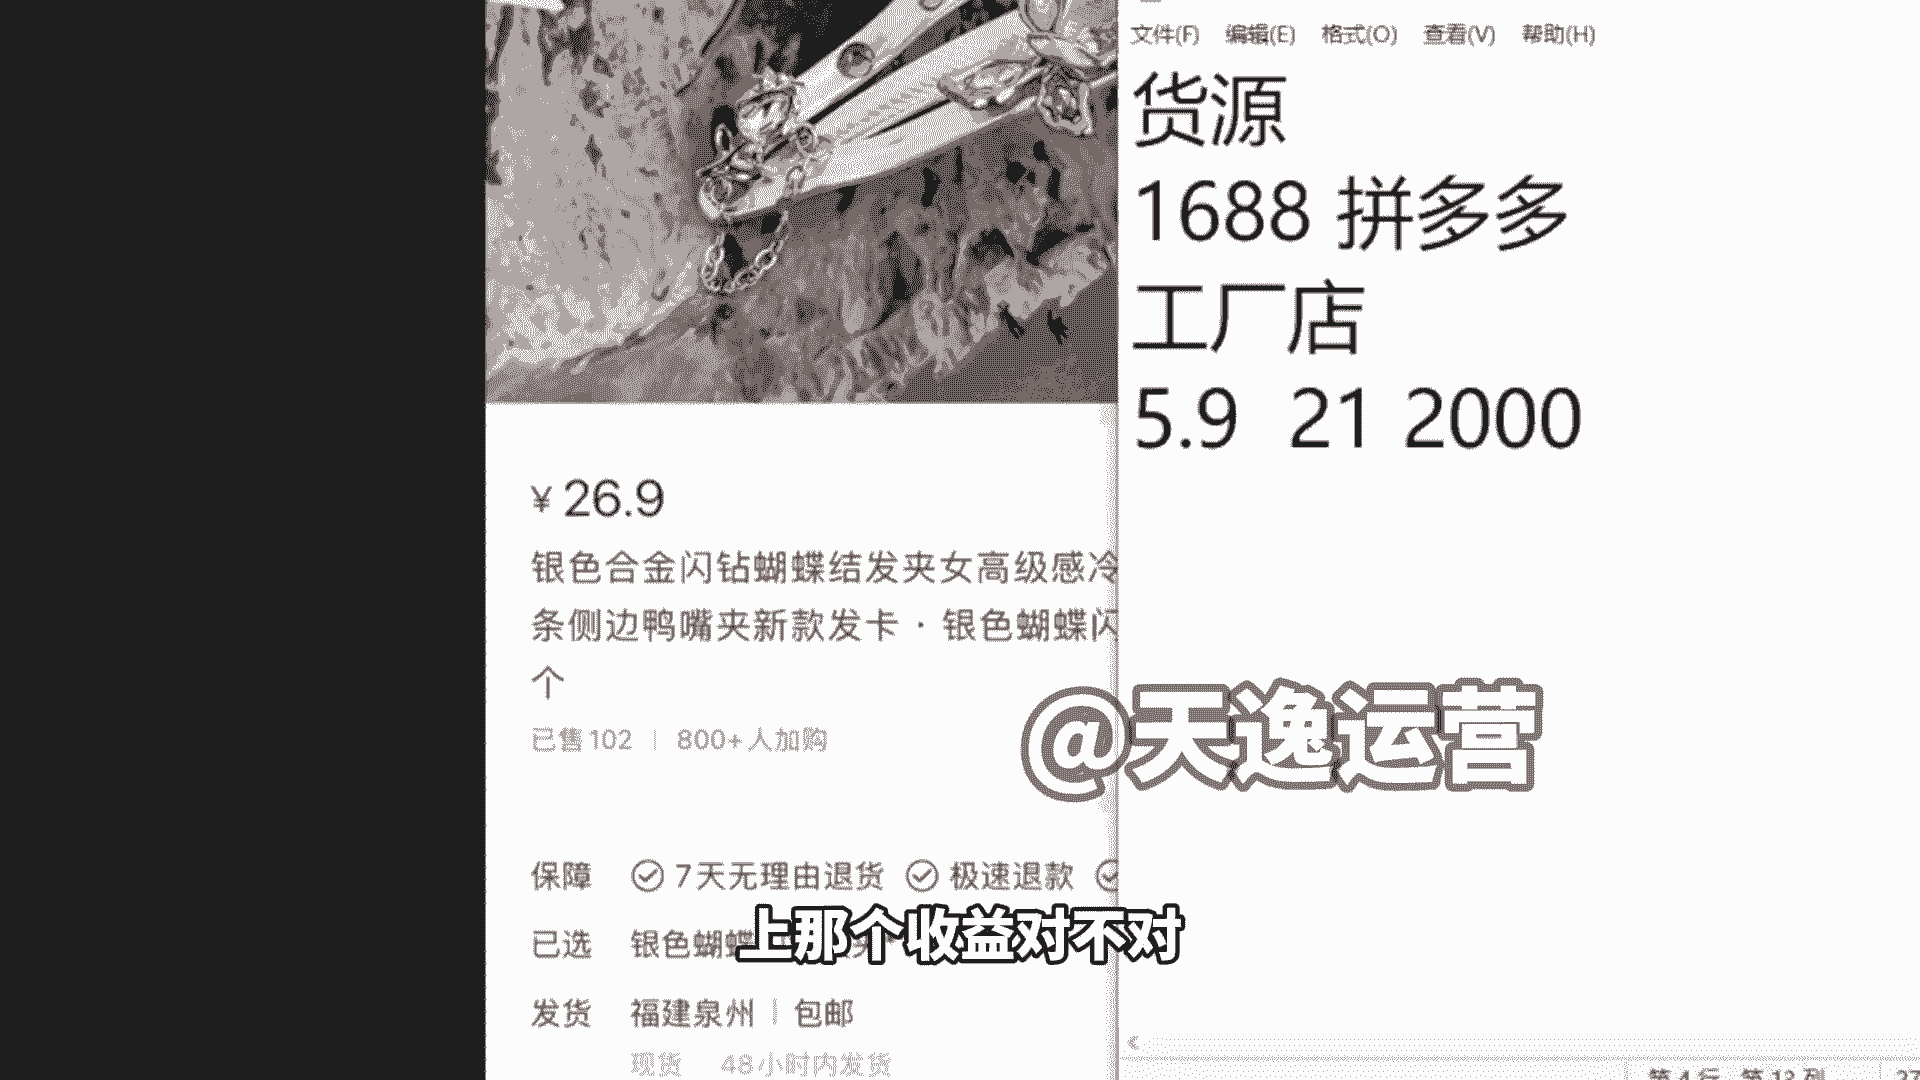 文件(F) 编辑(E) 格式(O) 查看(V) 帮助(H)
货源
1688 拼多多
工厂店
5.9 21 2000
¥26.9
银色合金闪钻蝴蝶结发夹女高级感冷
条侧边鸭嘴夹新款发卡·银色蝴蝶闪
个
已售102 | 800+人加购
@天逸运营
保障 7天无理由退货 极速退款
已选 银色蝴蝶
上那个收益对不对
发货 福建泉州 | 包邮
现货 48小时内发货
第 4 行, 第 13 列